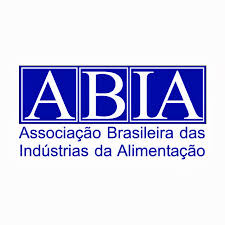 ABIA
Associação Brasileira das
Indústrias da Alimentação